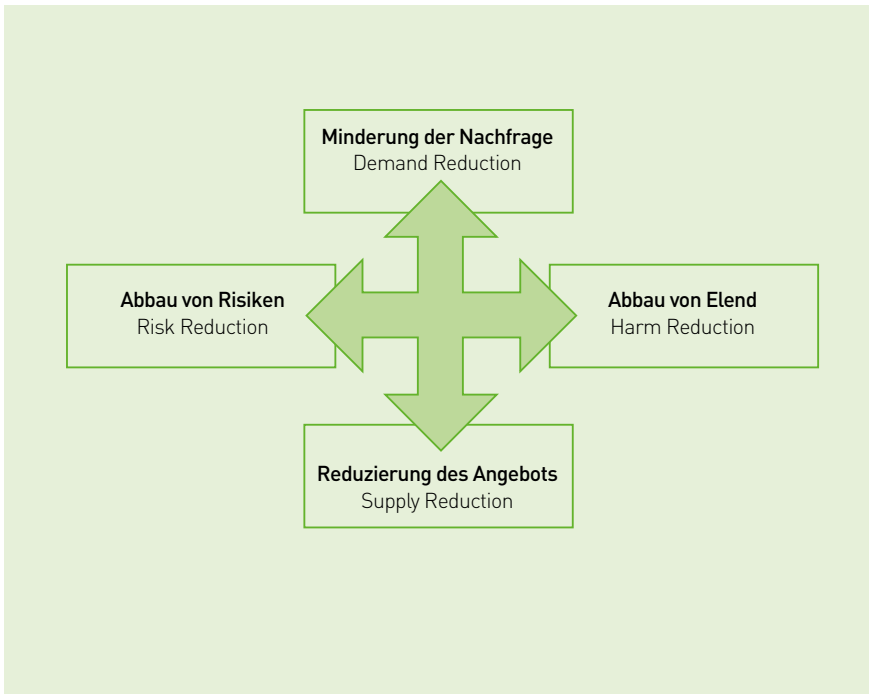 Minderung der Nachfrage
Demand Reduction
Abbau von Risiken
Risk Reduction
Abbau von Elend
Harm Reduction
Reduzierung des Angebots
Supply Reduction